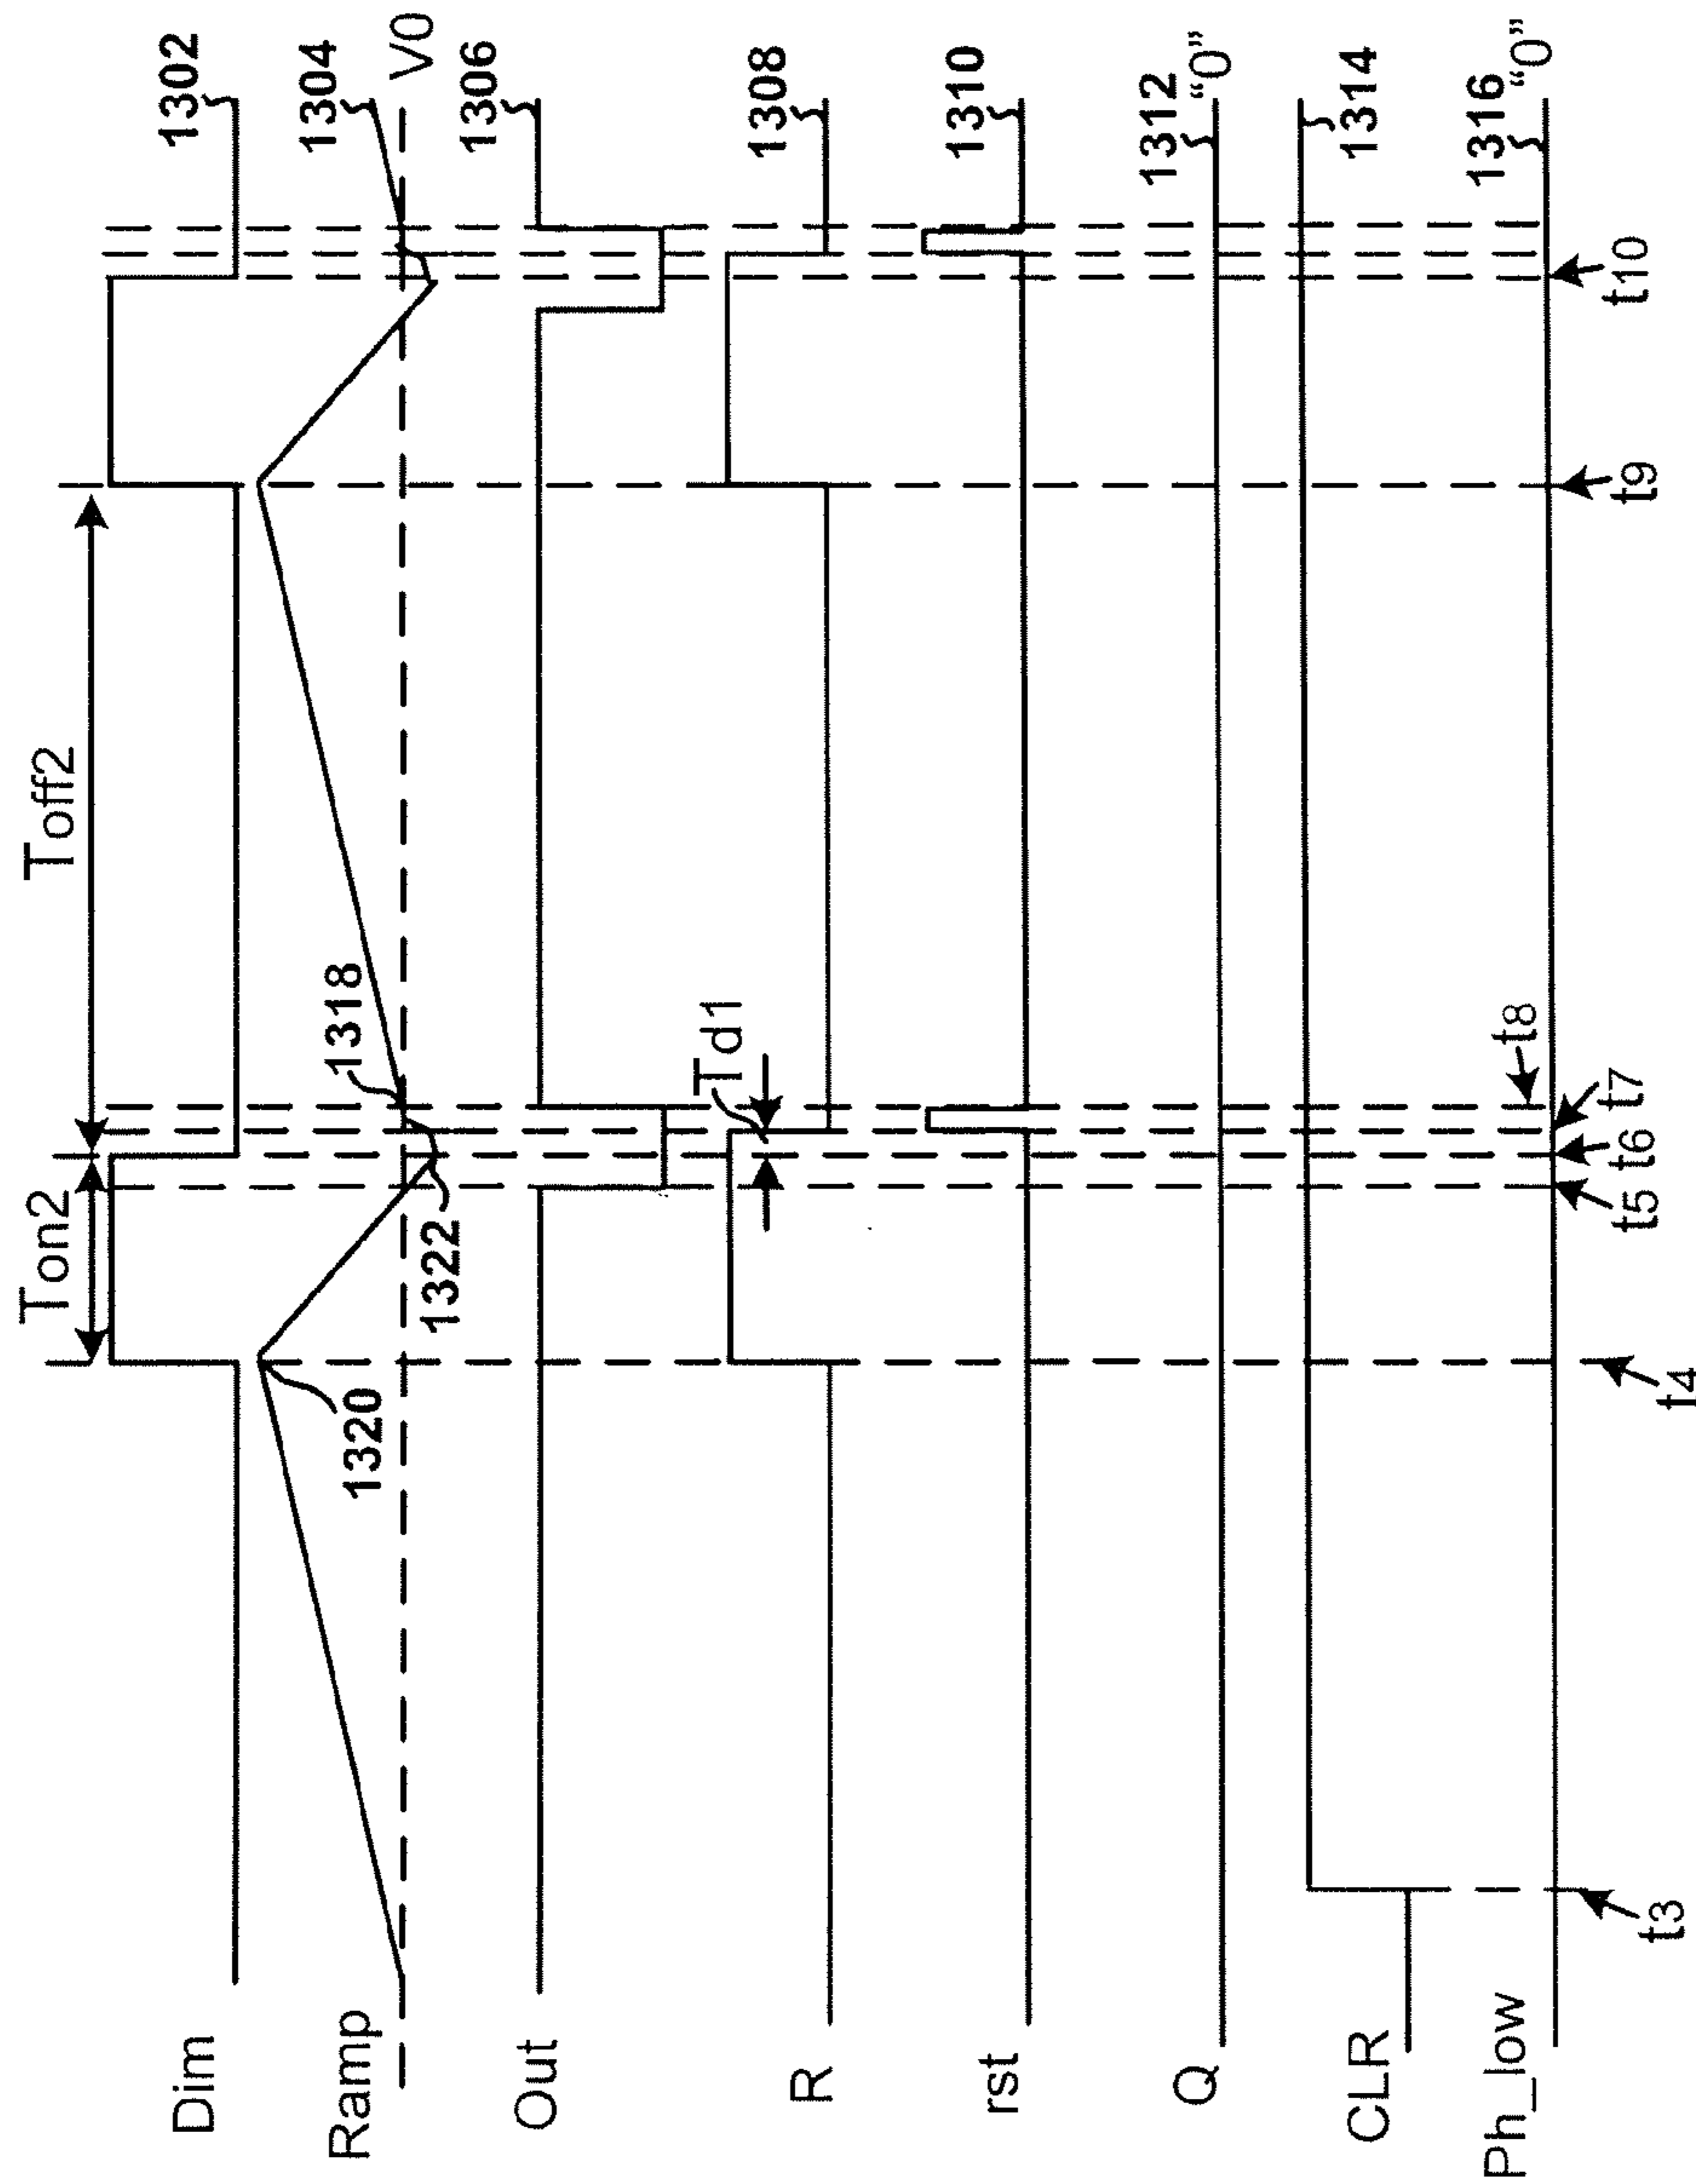 Ton2
Toff2
Dim
1302
Ramp
1320
1322
1318
1304
V0
Out
1306
Td1
R
1308
rst
1310
Q
1312
“0”
CLR
1314
Ph_low
1316
“0”
t3
t4
t5
t6
t7
t8
t9
t10